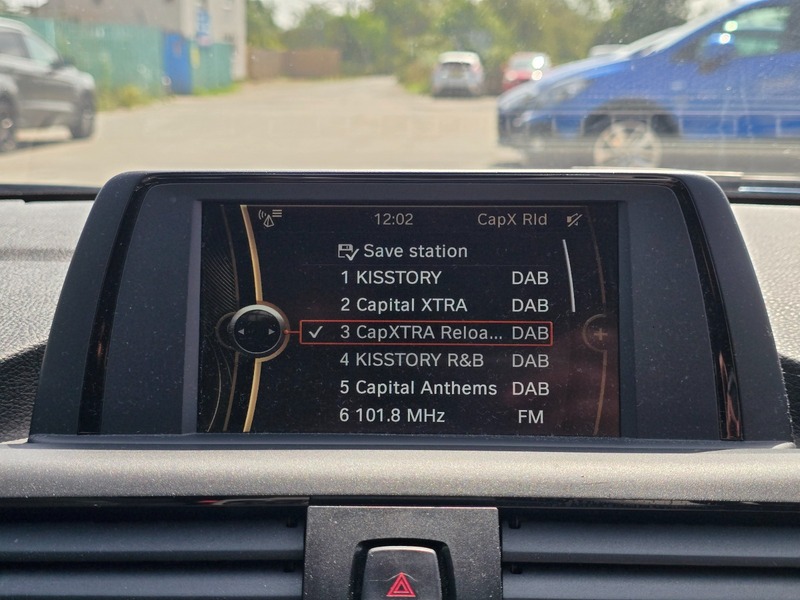 12:02 CapX Rld
Save station
1 KISSTORY DAB
2 Capital XTRA DAB
3 CapXTRA Reloa... DAB
4 KISSTORY R&B DAB
5 Capital Anthems DAB
6 101.8 MHz FM